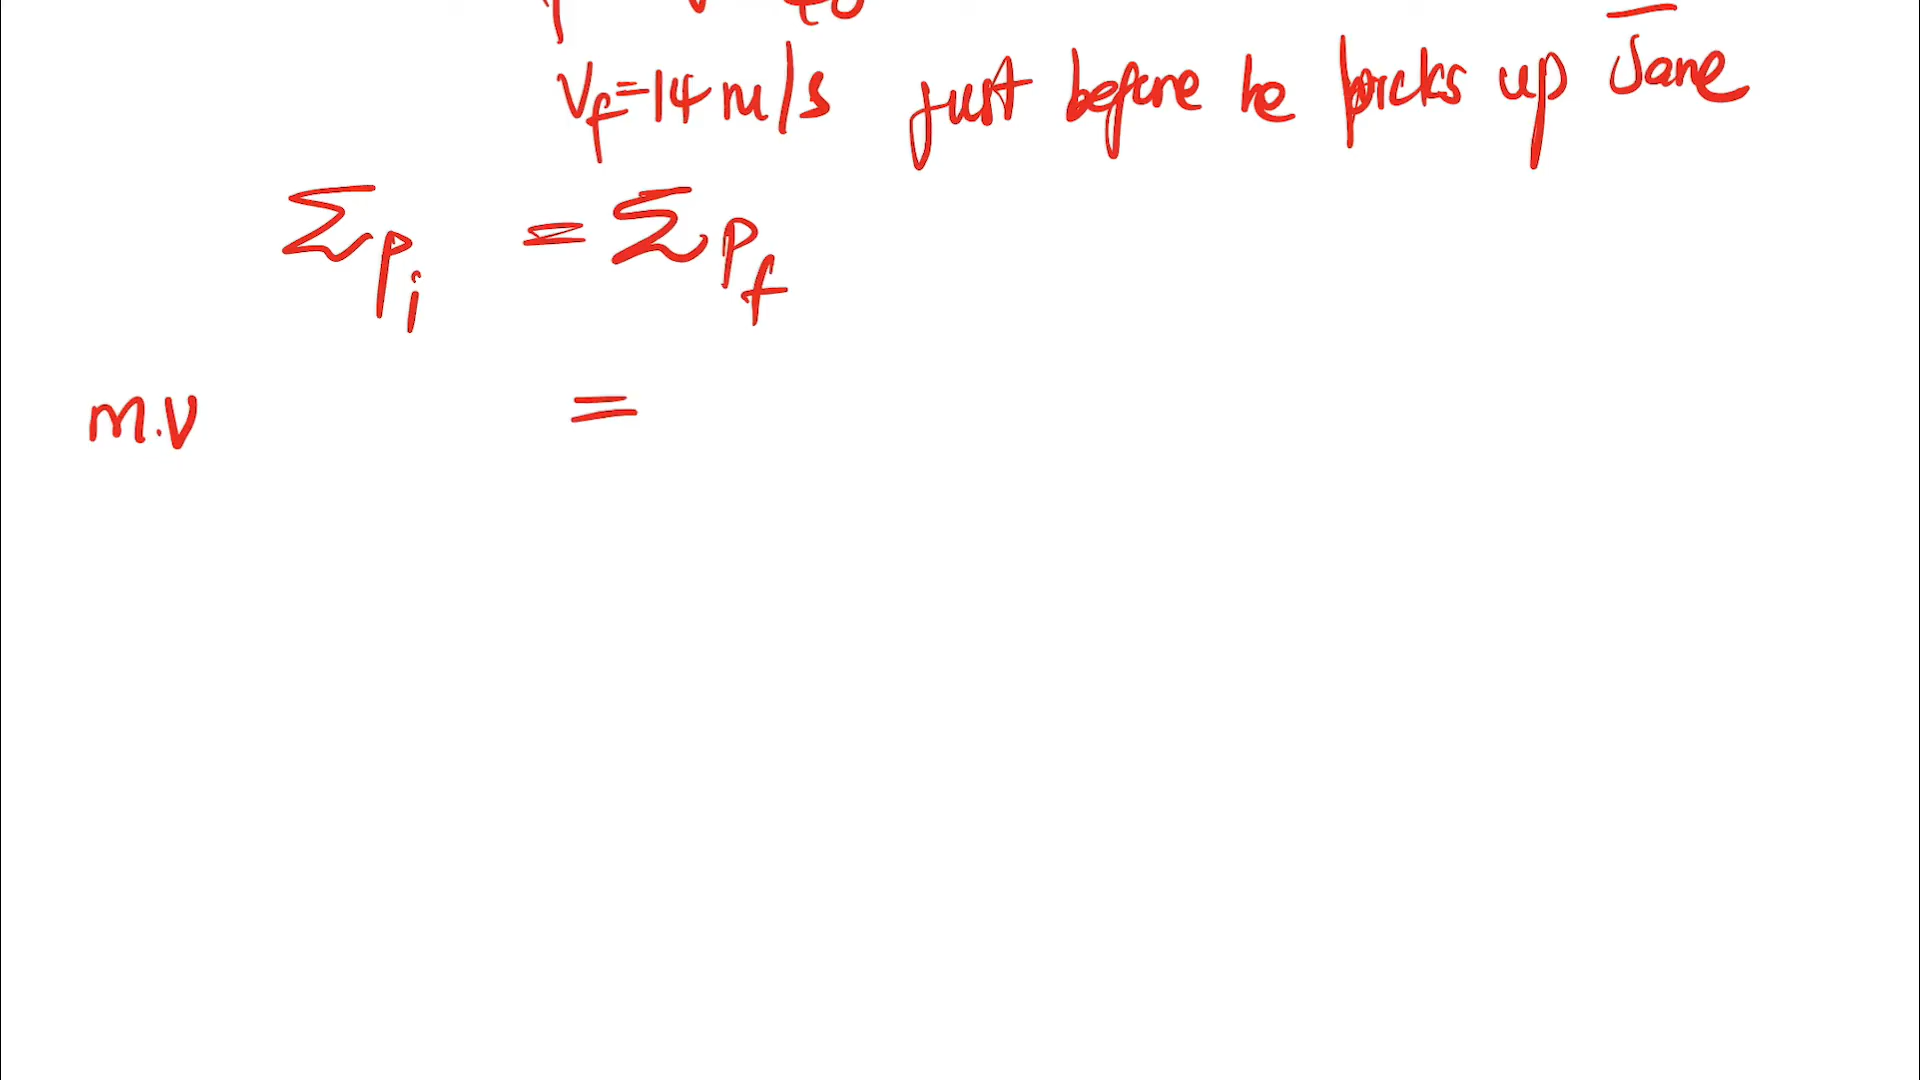 Vf=14 m/s just before he picks up Jane
Σpi = Σpf
m.v =